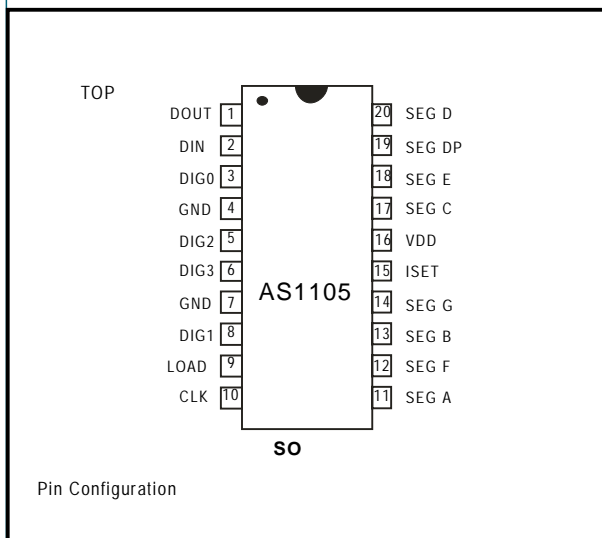 TOP
DOUT 1 20 SEG D
DIN 2 19 SEG DP
DIG0 3 18 SEG E
GND 4 17 SEG C
DIG2 5 16 VDD
DIG3 6 15 ISET
AS1105
GND 7 14 SEG G
DIG1 8 13 SEG B
LOAD 9 12 SEG F
CLK 10 11 SEG A
SO
Pin Configuration